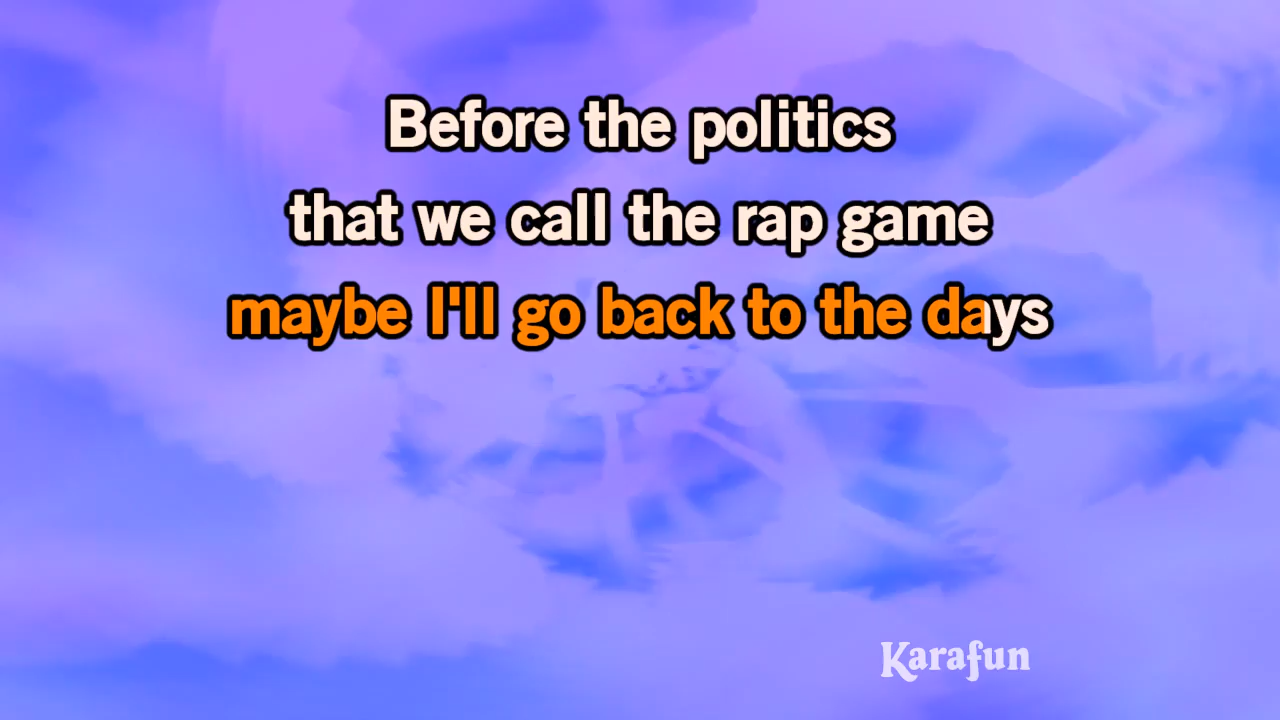 Before the politics
that we call the rap game
maybe I'll go back to the days
Karafun